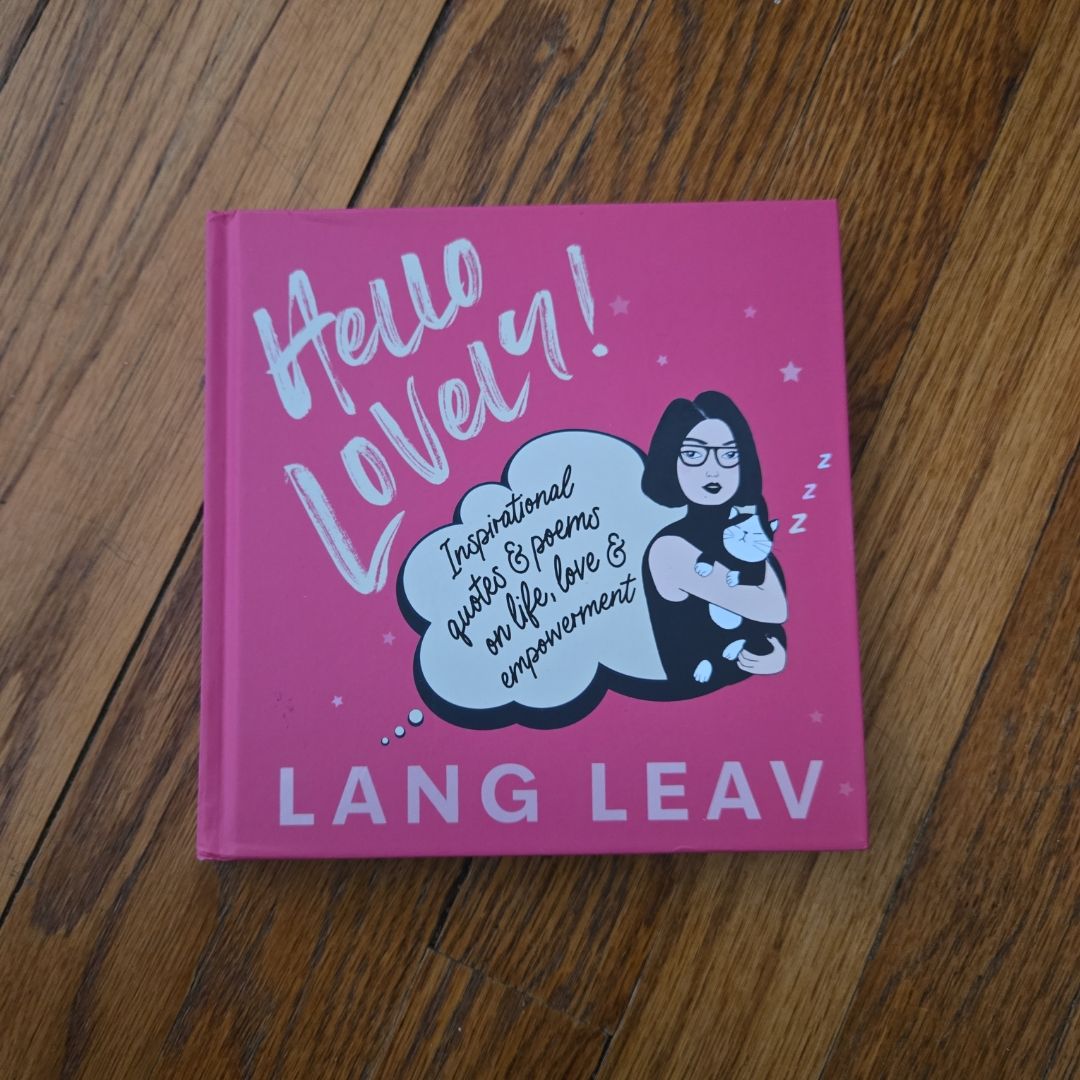 Hello
Lovely!
Inspirational
quotes & poems
on life, love &
empowerment
z
z
z
LANG LEAV